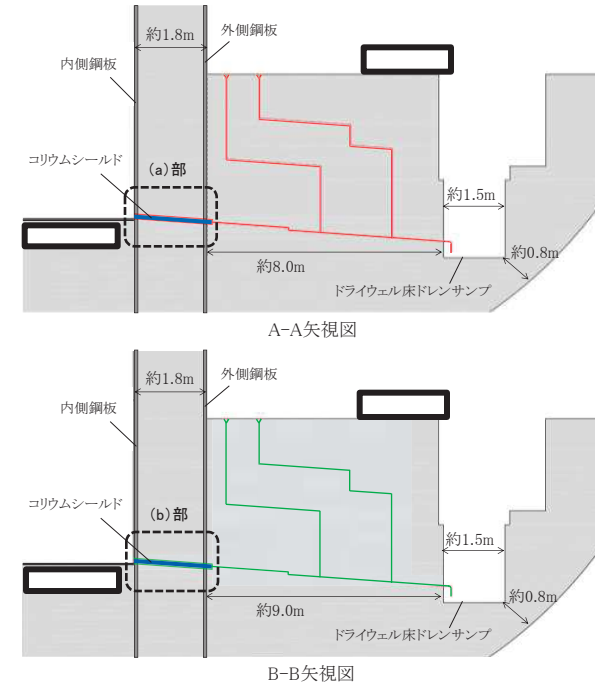 約1.8m
外側鋼板
内側鋼板
コリウムシールド
(a)部
約1.5m
約0.8m
約8.0m
ドライウェル床ドレンサンプ
A-A矢視図
約1.8m
外側鋼板
内側鋼板
コリウムシールド
(b)部
約1.5m
約0.8m
約9.0m
ドライウェル床ドレンサンプ
B-B矢視図